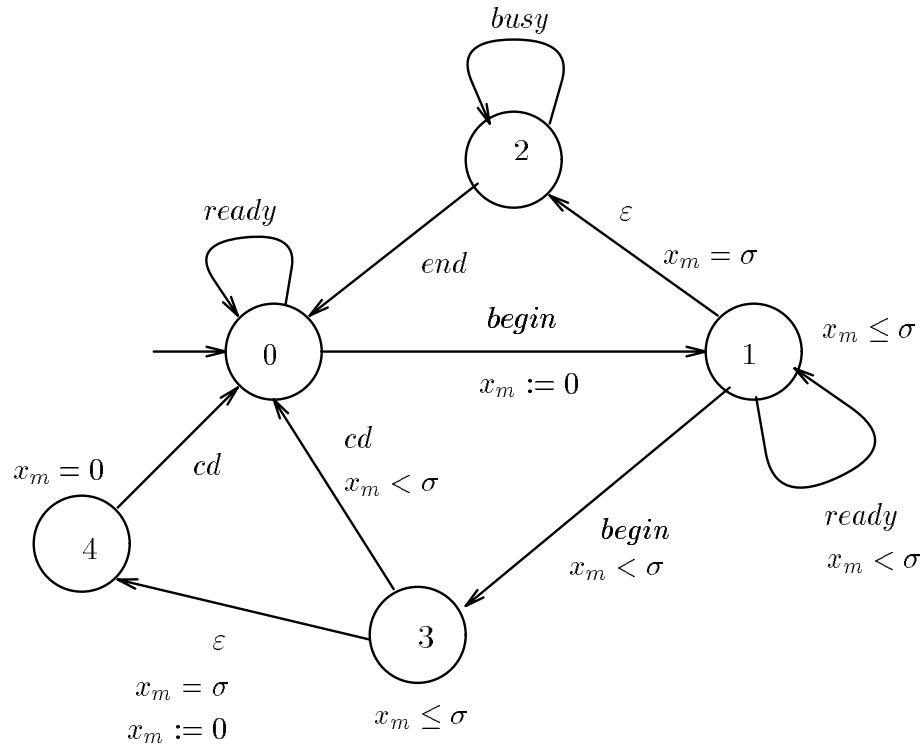 busy
2
ready
ε
end
x_m = σ
begin
0
1
x_m ≤ σ
x_m := 0
cd
cd
x_m = 0
x_m < σ
ready
begin
x_m < σ
x_m < σ
4
3
ε
x_m = σ
x_m ≤ σ
x_m := 0